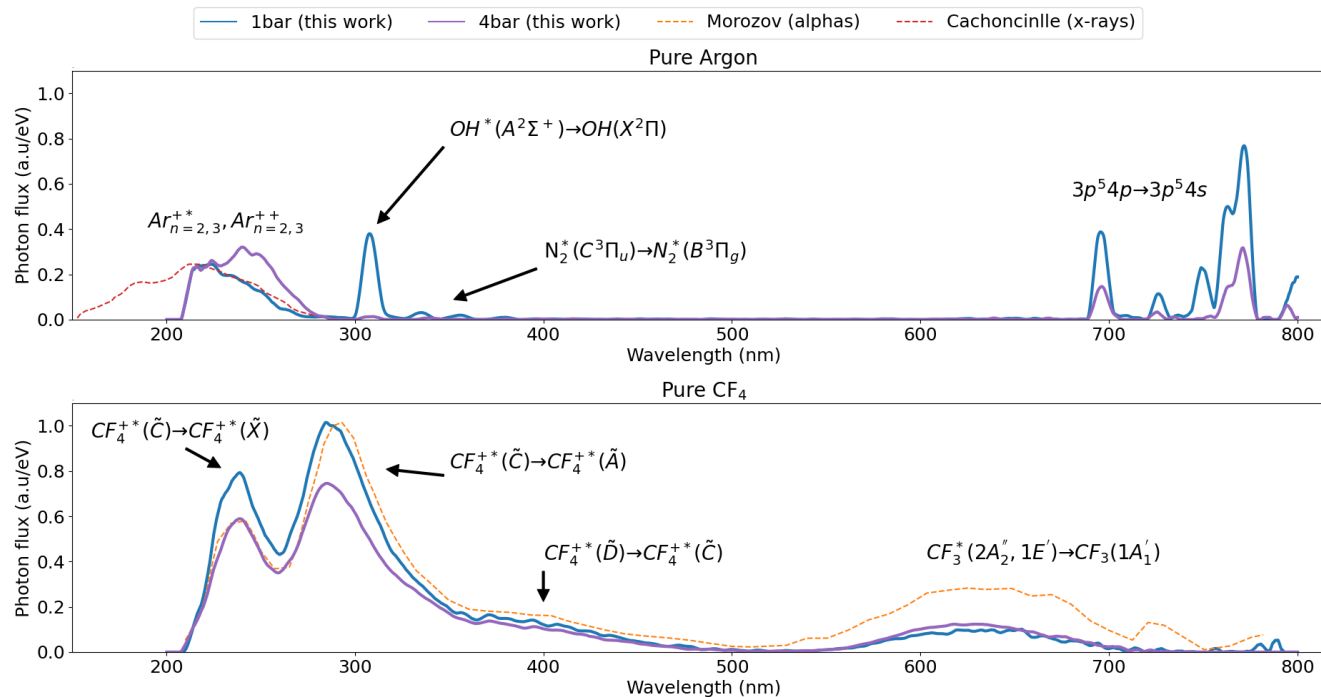 1bar (this work) 4bar (this work) Morozov (alphas) Cachoncinlle (x-rays)
Pure Argon
Photon flux (a.u/eV)
1.0
0.8
0.6
0.4
0.2
0.0
OH*(A²Σ⁺)→OH(X²Π)
Ar⁺*ₙ₌₂,₃, Ar⁺⁺ₙ₌₂,₃
N₂*(C³Πᵤ)→N₂*(B³Π_g)
3p⁵4p→3p⁵4s
200 300 400 500 600 700 800
Wavelength (nm)
Pure CF₄
Photon flux (a.u/eV)
1.0
0.8
0.6
0.4
0.2
0.0
CF₄⁺*(C̃)→CF₄⁺*(X̃)
CF₄⁺*(C̃)→CF₄⁺*(Ã)
CF₄⁺*(D̃)→CF₄⁺*(C̃)
CF₃*(2A₂″, 1E′)→CF₃(1A₁′)
200 300 400 500 600 700 800
Wavelength (nm)